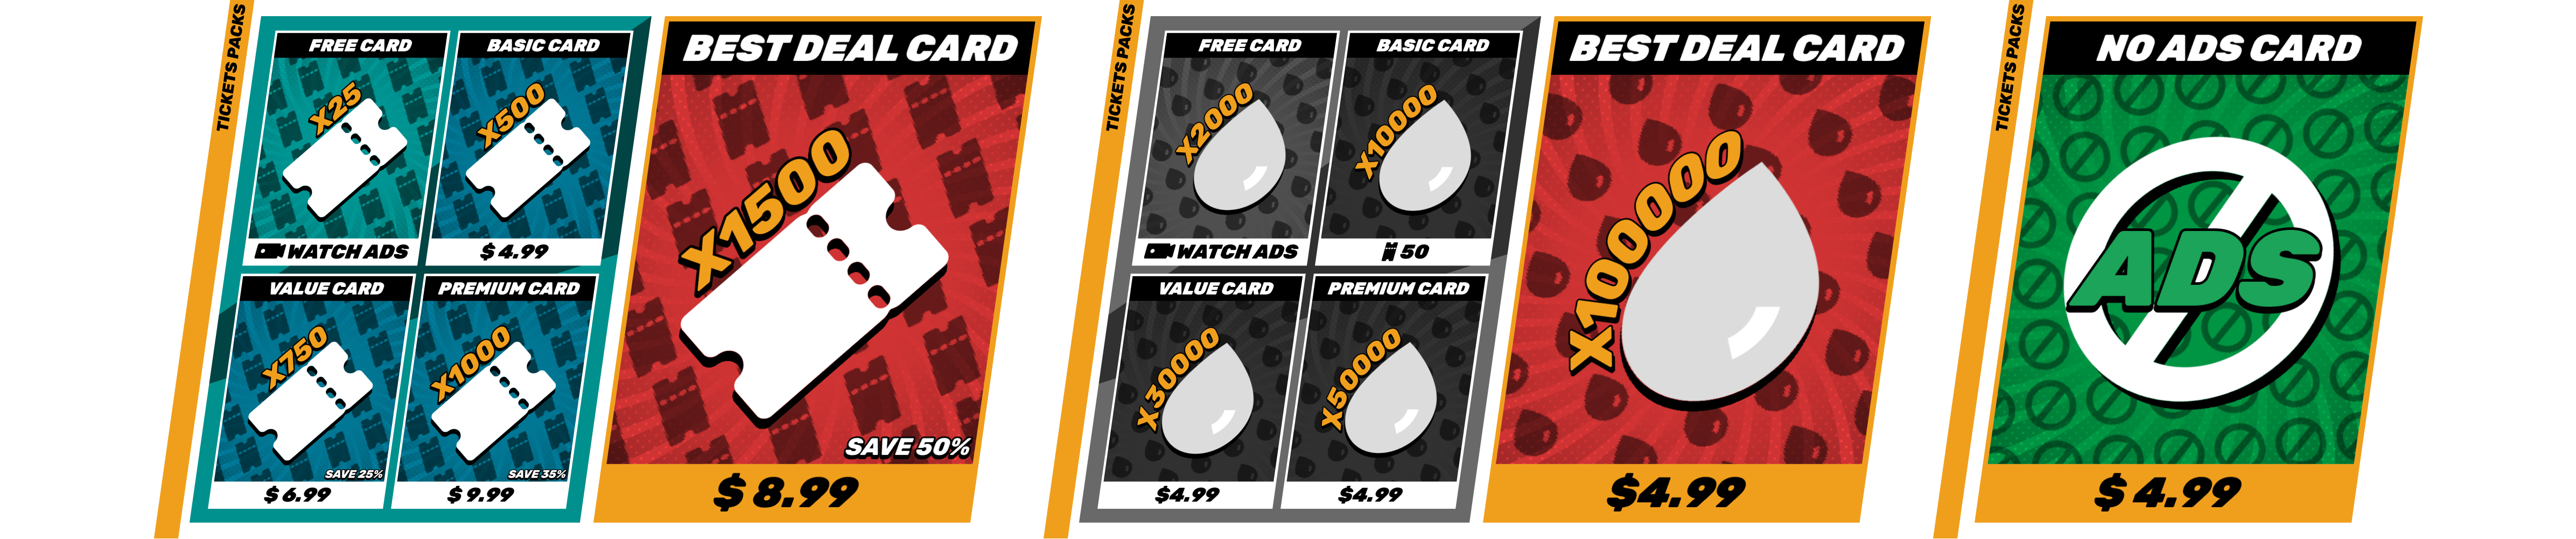 TICKETS PACKS
FREE CARD
X25
WATCH ADS
BASIC CARD
X500
$ 4.99
VALUE CARD
X750
SAVE 25%
$ 6.99
PREMIUM CARD
X1000
SAVE 35%
$ 9.99
BEST DEAL CARD
X1500
SAVE 50%
$ 8.99
TICKETS PACKS
FREE CARD
X2000
WATCH ADS
BASIC CARD
X10000
50
VALUE CARD
X30000
$4.99
PREMIUM CARD
X50000
$4.99
BEST DEAL CARD
X100000
$4.99
TICKETS PACKS
NO ADS CARD
ADS
$ 4.99